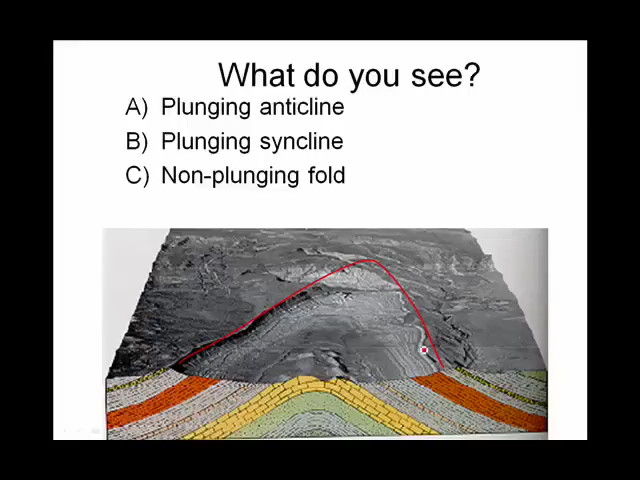 What do you see?
A) Plunging anticline
B) Plunging syncline
C) Non-plunging fold